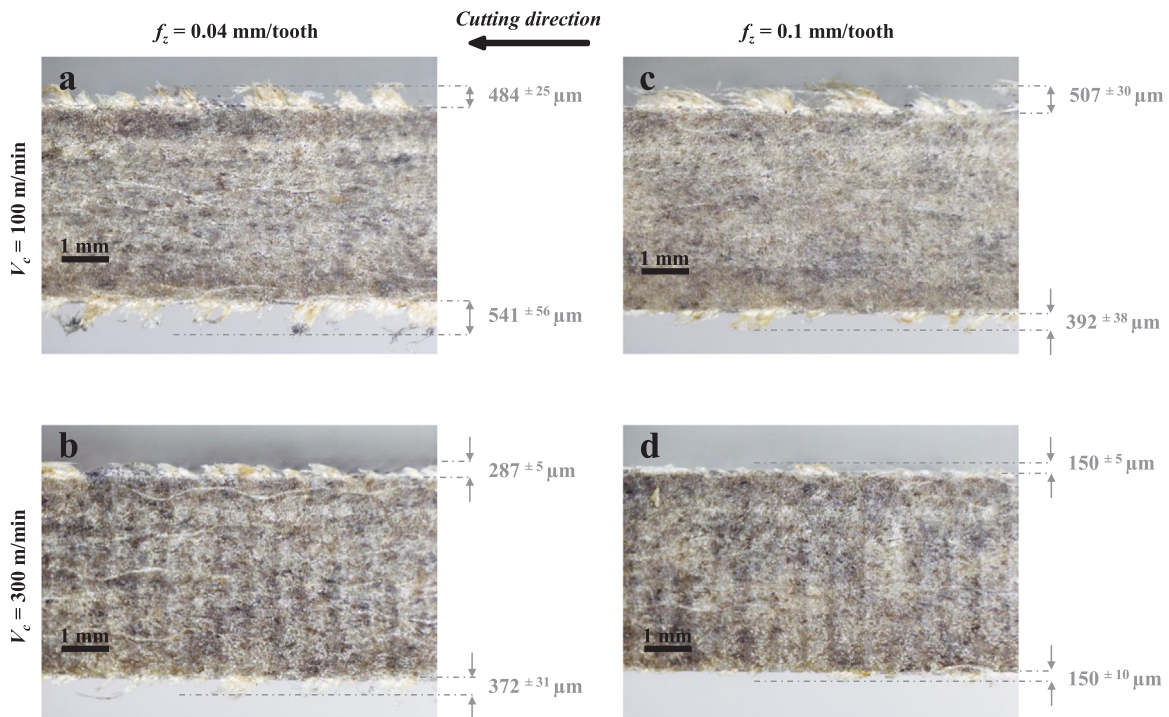 Cutting direction
f_z = 0.04 mm/tooth
f_z = 0.1 mm/tooth
V_c = 100 m/min
a
484 ± 25 µm
1 mm
541 ± 56 µm
c
507 ± 30 µm
1 mm
392 ± 38 µm
V_c = 300 m/min
b
287 ± 5 µm
1 mm
372 ± 31 µm
d
150 ± 5 µm
1 mm
150 ± 10 µm